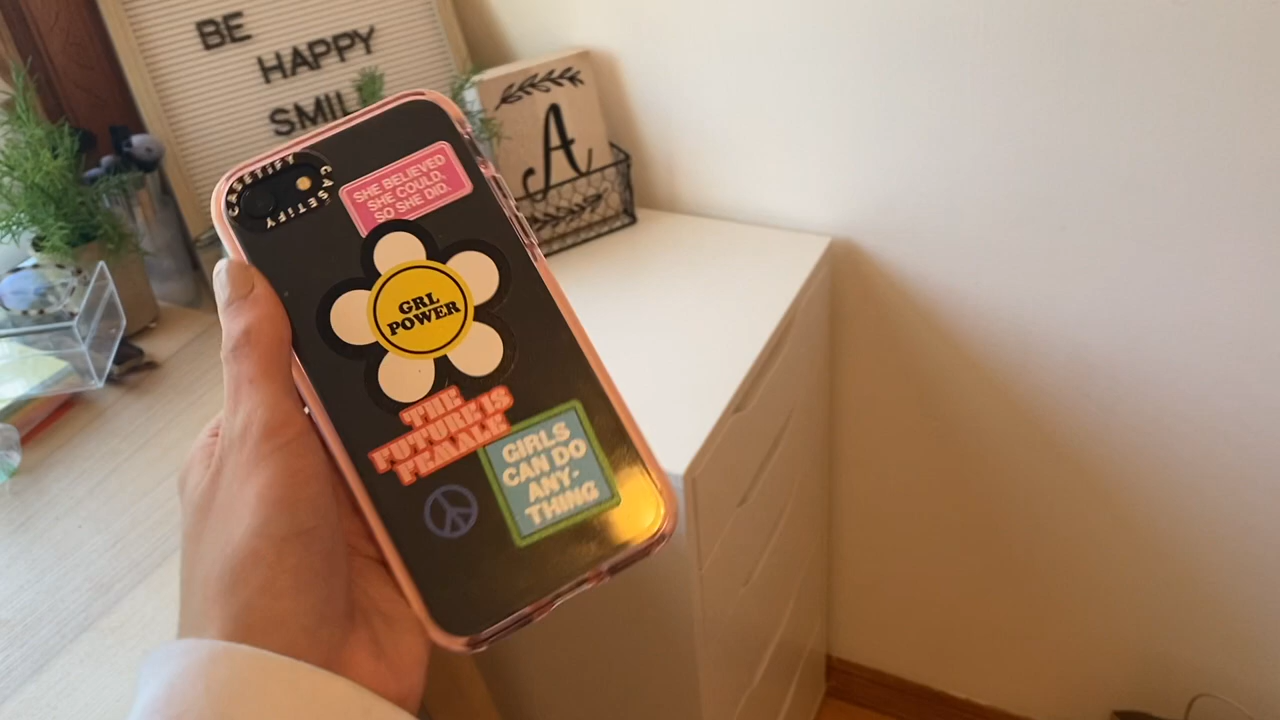 BE
HAPPY
SMIL
A
CASETiFY
CASETiFY
SHE BELIEVED
SHE COULD,
SO SHE DID.
GRL
POWER
THE
FUTURE IS
FEMALE
GIRLS
CAN DO
ANY-
THING